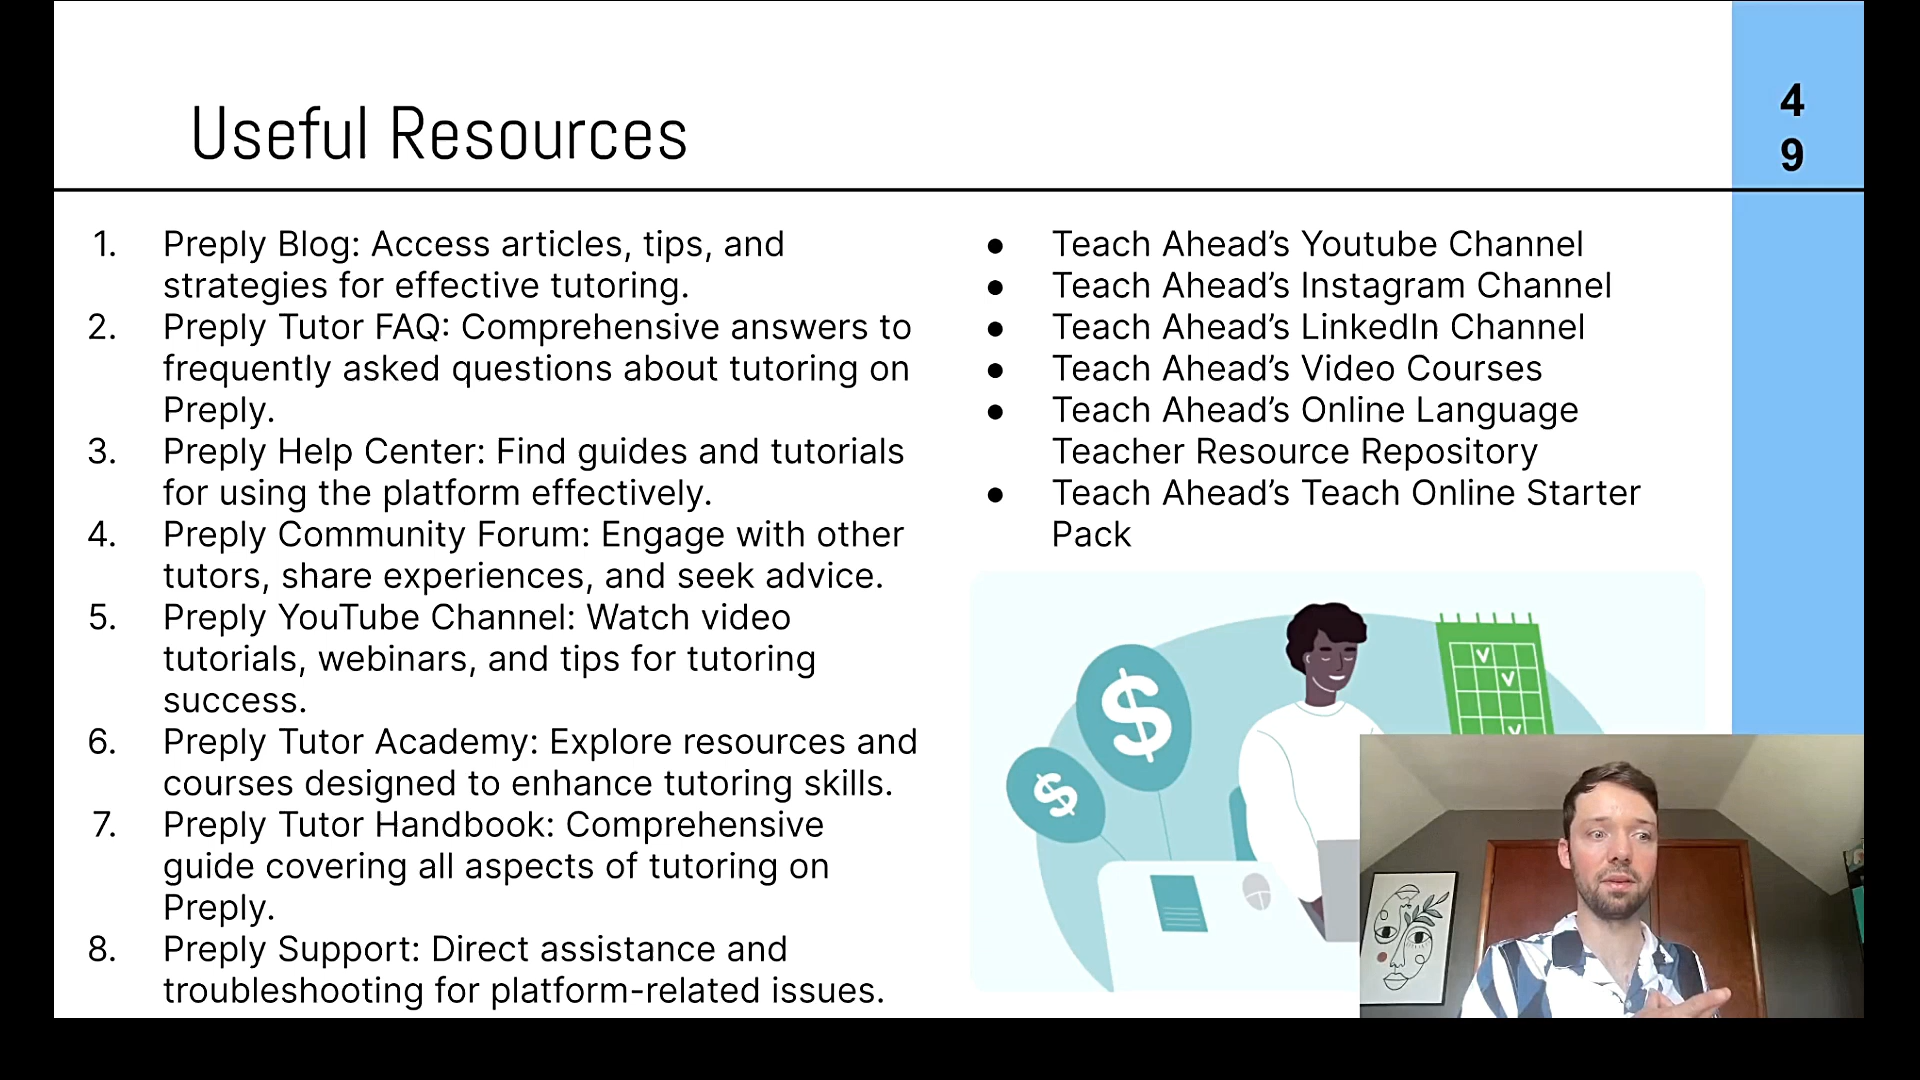 Useful Resources
4
9
1. Preply Blog: Access articles, tips, and
strategies for effective tutoring.
2. Preply Tutor FAQ: Comprehensive answers to
frequently asked questions about tutoring on
Preply.
3. Preply Help Center: Find guides and tutorials
for using the platform effectively.
4. Preply Community Forum: Engage with other
tutors, share experiences, and seek advice.
5. Preply YouTube Channel: Watch video
tutorials, webinars, and tips for tutoring
success.
6. Preply Tutor Academy: Explore resources and
courses designed to enhance tutoring skills.
7. Preply Tutor Handbook: Comprehensive
guide covering all aspects of tutoring on
Preply.
8. Preply Support: Direct assistance and
troubleshooting for platform-related issues.
● Teach Ahead’s Youtube Channel
● Teach Ahead’s Instagram Channel
● Teach Ahead’s LinkedIn Channel
● Teach Ahead’s Video Courses
● Teach Ahead’s Online Language
Teacher Resource Repository
● Teach Ahead’s Teach Online Starter
Pack
$
$